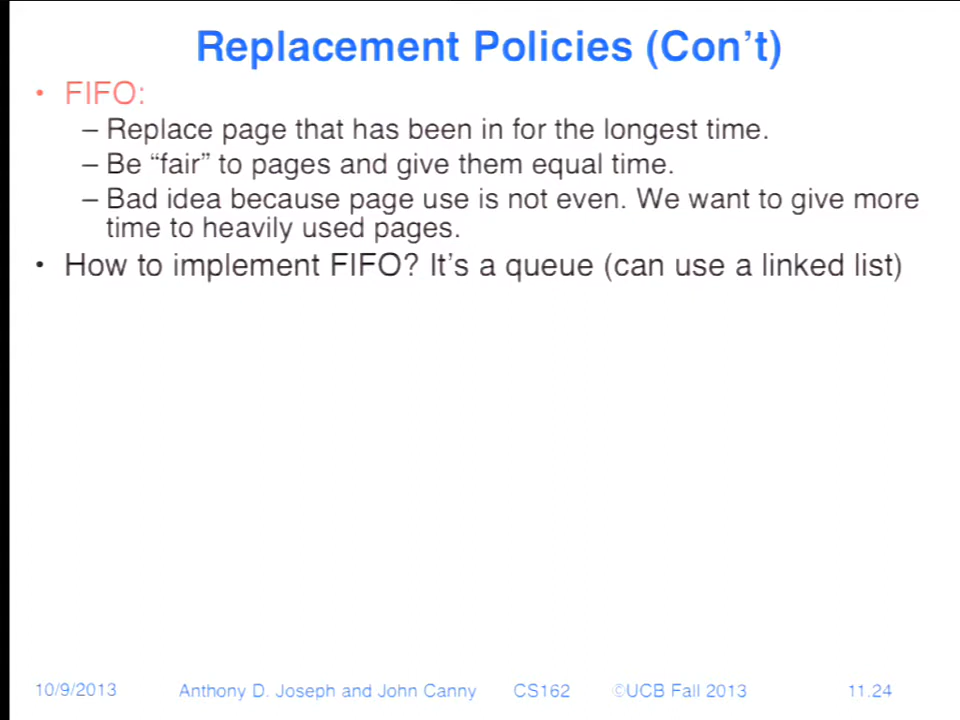 Replacement Policies (Con't)
• FIFO:
– Replace page that has been in for the longest time.
– Be “fair” to pages and give them equal time.
– Bad idea because page use is not even. We want to give more
time to heavily used pages.
• How to implement FIFO? It's a queue (can use a linked list)
10/9/2013 Anthony D. Joseph and John Canny CS162 ©UCB Fall 2013 11.24